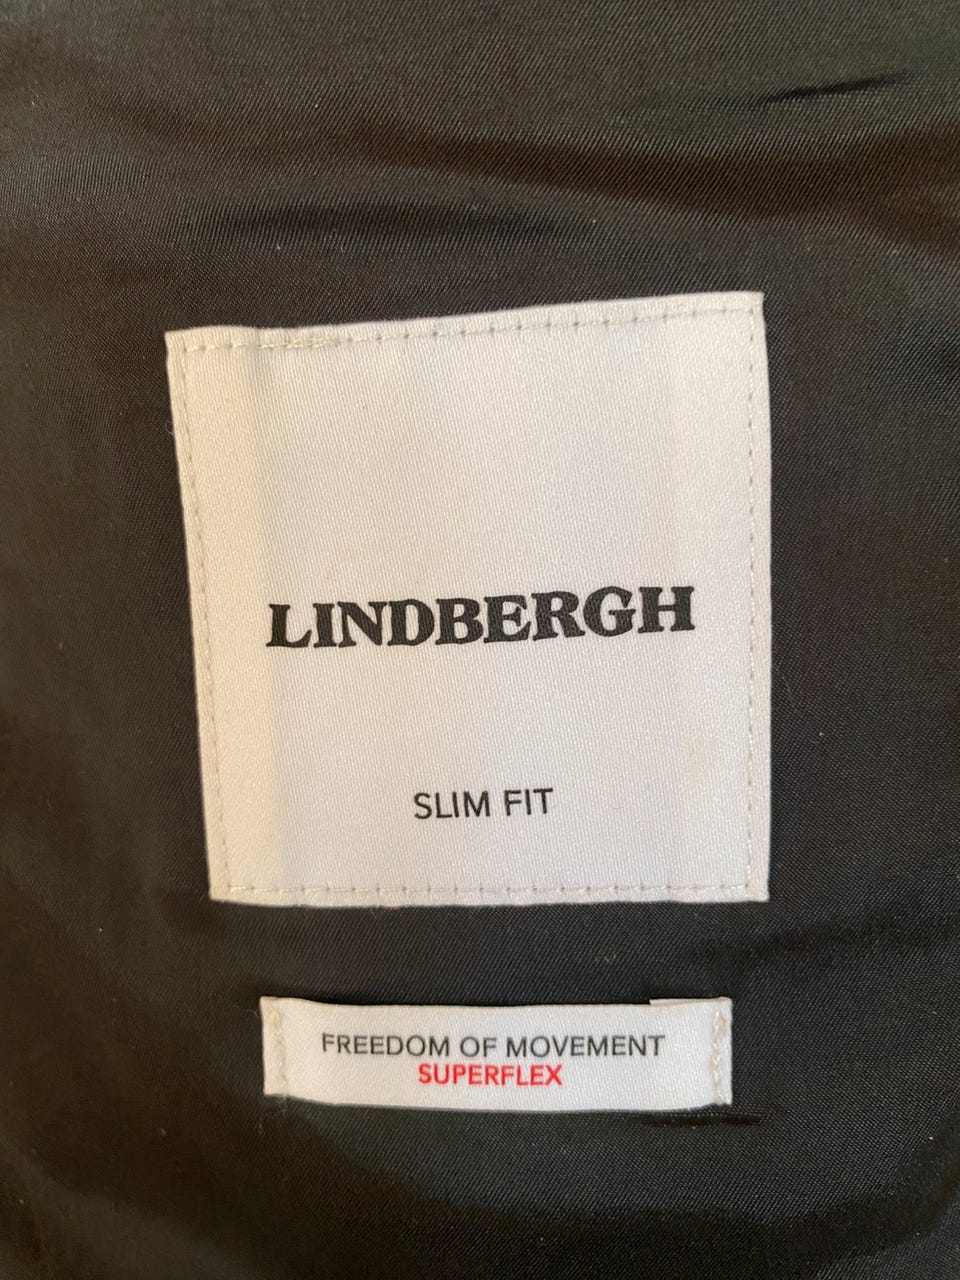 LINDBERGH
SLIM FIT
FREEDOM OF MOVEMENT
SUPERFLEX